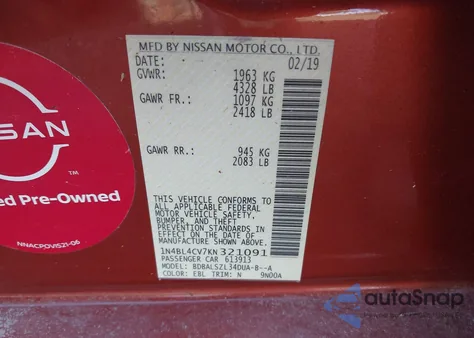 MFD BY NISSAN MOTOR CO., LTD.
DATE: 02/19
GVWR: 1963 KG
4328 LB
GAWR FR.: 1097 KG
2418 LB
GAWR RR.: 945 KG
2083 LB
THIS VEHICLE CONFORMS TO
ALL APPLICABLE FEDERAL
MOTOR VEHICLE SAFETY,
BUMPER, AND THEFT
PREVENTION STANDARDS IN
EFFECT ON THE DATE OF
MANUFACTURE SHOWN ABOVE.
1N4BL4CV7KN321091
PASSENGER CAR 613913
MODEL: BDBALSZL34DUA-B--A
COLOR: EBL TRIM: N 9N00A
ISSAN
TM
ed Pre-Owned
NNACPOVIS21-06
autoSnap